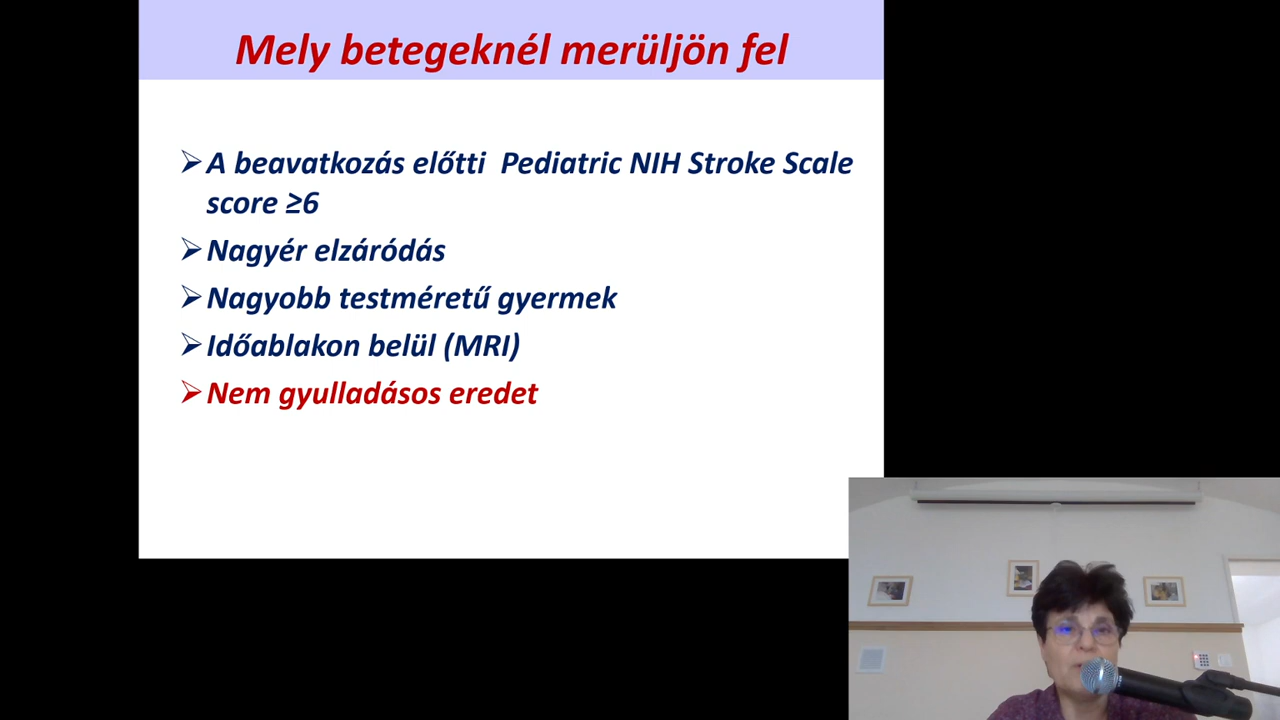 Mely betegeknél merüljön fel
A beavatkozás előtti Pediatric NIH Stroke Scale
score ≥6
Nagyér elzáródás
Nagyobb testméretű gyermek
Időablakon belül (MRI)
Nem gyulladásos eredet